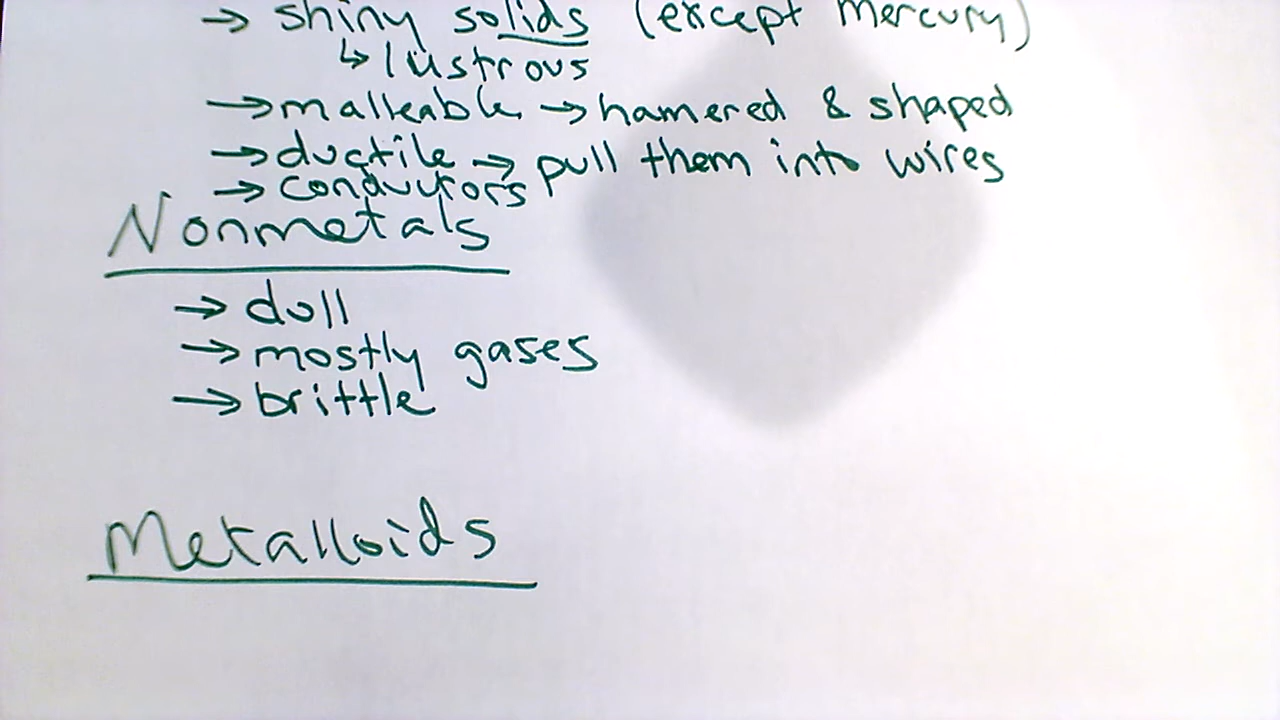 → shiny solids (except mercury)
↳ lustrous
→ malleable → hamered & shaped
→ ductile → pull them into wires
→ conductors
Nonmetals
→ dull
→ mostly gases
→ brittle
Metalloids